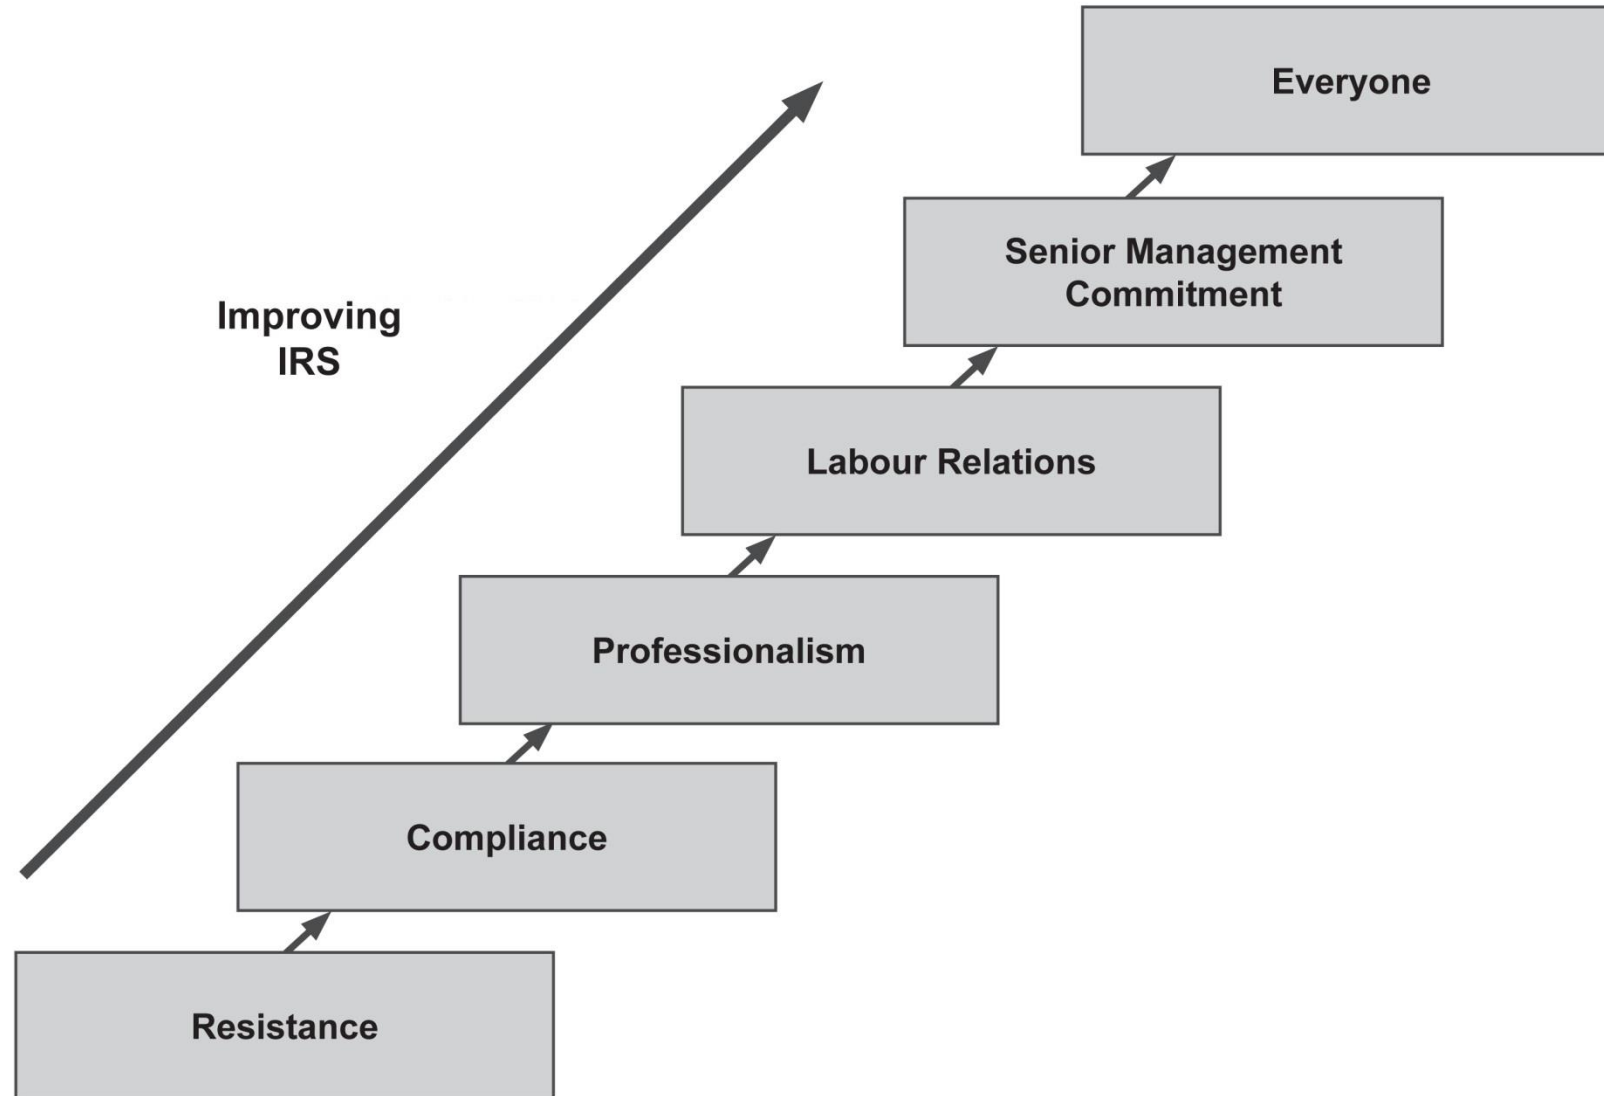 Everyone
Senior Management
Commitment
Improving
IRS
Labour Relations
Professionalism
Compliance
Resistance